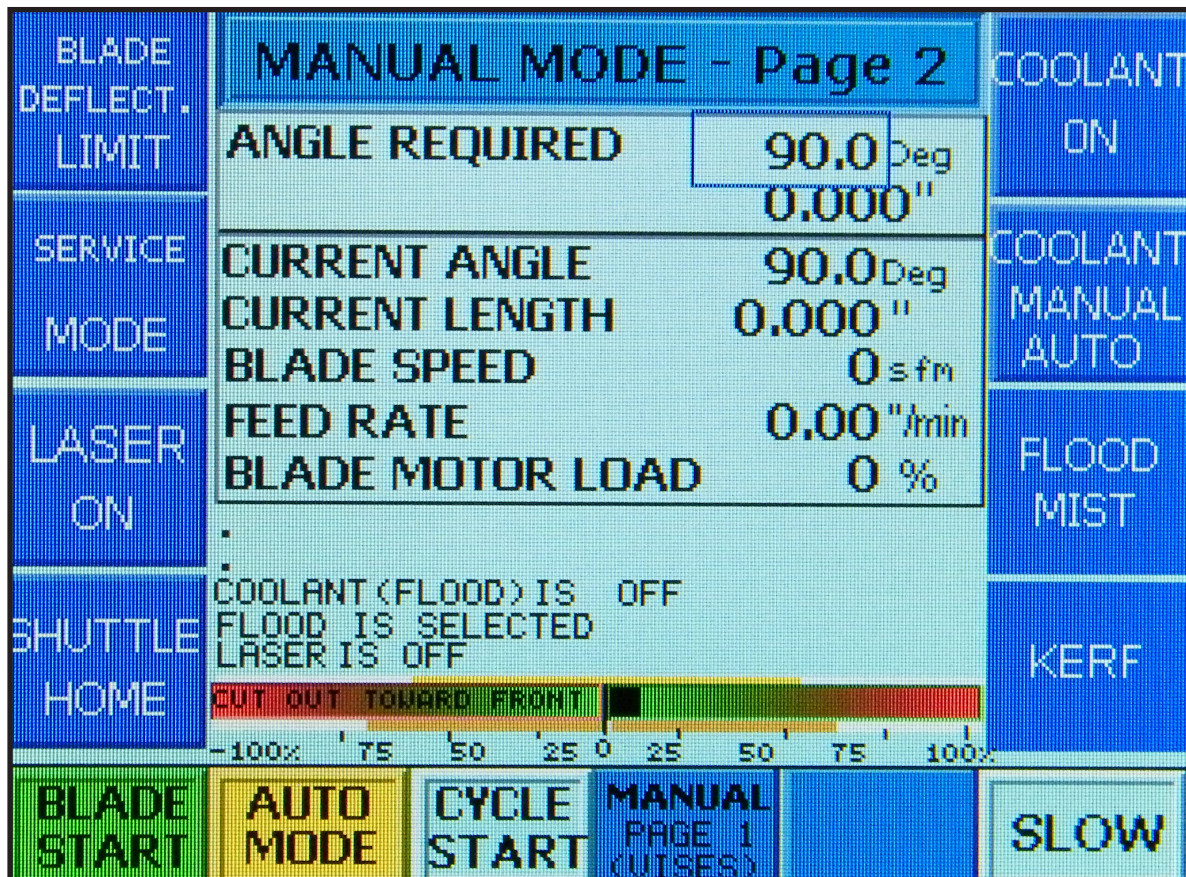 BLADE
DEFLECT.
LIMIT
MANUAL MODE - Page 2
COOLANT
ON
ANGLE REQUIRED 90.0 Deg
0.000"
SERVICE
MODE
CURRENT ANGLE 90.0 Deg
CURRENT LENGTH 0.000 "
BLADE SPEED 0 sfm
FEED RATE 0.00 "/min
BLADE MOTOR LOAD 0 %
COOLANT
MANUAL
AUTO
LASER
ON
FLOOD
MIST
.
.
COOLANT(FLOOD) IS OFF
FLOOD IS SELECTED
LASER IS OFF
SHUTTLE
HOME
KERF
CUT OUT TOWARD FRONT
-100% 75 50 25 0 25 50 75 100%
BLADE
START
AUTO
MODE
CYCLE
START
MANUAL
PAGE 1
(VISES)
SLOW